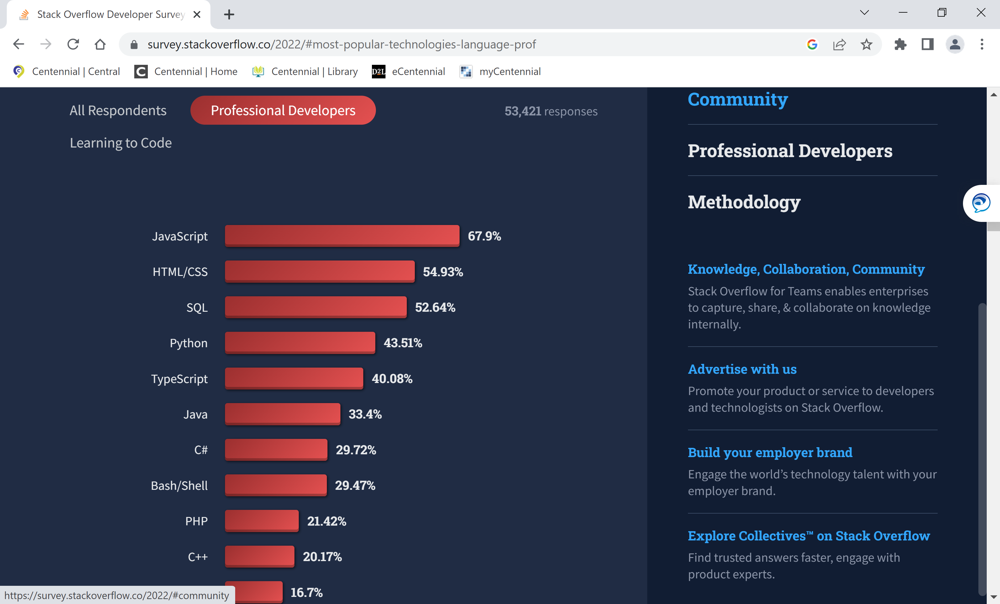 Stack Overflow Developer Survey
survey.stackoverflow.co/2022/#most-popular-technologies-language-prof
Centennial | Central
C Centennial | Home
Centennial | Library
D2L eCentennial
myCentennial
All Respondents
Professional Developers
53,421 responses
Learning to Code
JavaScript 67.9%
HTML/CSS 54.93%
SQL 52.64%
Python 43.51%
TypeScript 40.08%
Java 33.4%
C# 29.72%
Bash/Shell 29.47%
PHP 21.42%
C++ 20.17%
16.7%
https://survey.stackoverflow.co/2022/#community
Community
Professional Developers
Methodology
Knowledge, Collaboration, Community
Stack Overflow for Teams enables enterprises
to capture, share, & collaborate on knowledge
internally.
Advertise with us
Promote your product or service to developers
and technologists on Stack Overflow.
Build your employer brand
Engage the world’s technology talent with your
employer brand.
Explore Collectives™ on Stack Overflow
Find trusted answers faster, engage with
product experts.